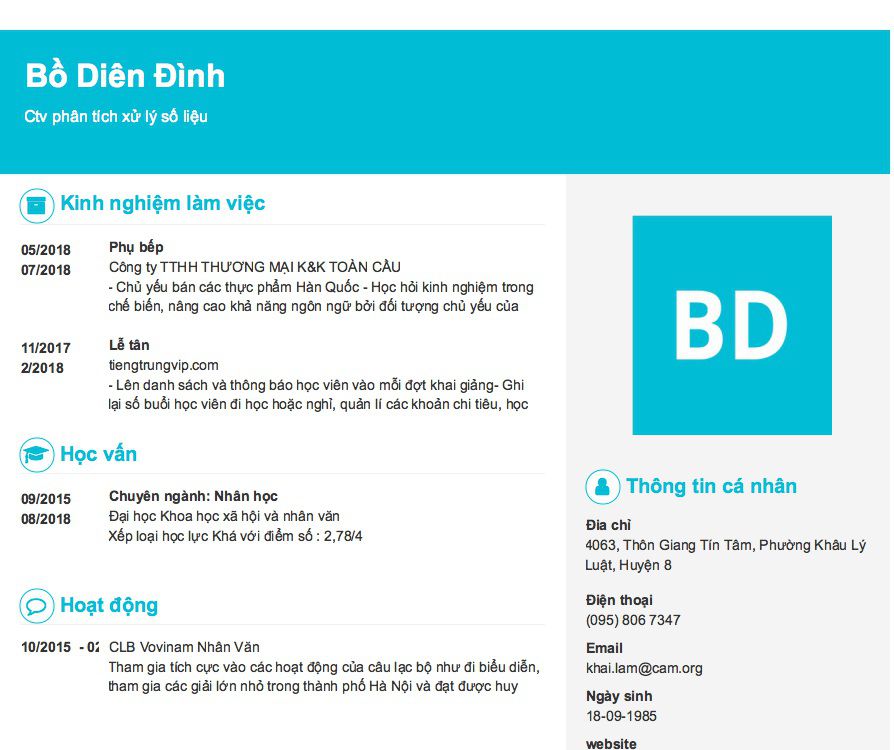 Bồ Diên Đình
Ctv phân tích xử lý số liệu
Kinh nghiệm làm việc
05/2018
07/2018
Phụ bếp
Công ty TTHH THƯƠNG MẠI K&K TOÀN CẦU
- Chủ yếu bán các thực phẩm Hàn Quốc - Học hỏi kinh nghiệm trong
chế biến, nâng cao khả năng ngôn ngữ bởi đối tượng chủ yếu của
11/2017
2/2018
Lễ tân
tiengtrungvip.com
- Lên danh sách và thông báo học viên vào mỗi đợt khai giảng- Ghi
lại số buổi học viên đi học hoặc nghỉ, quản lí các khoản chi tiêu, học
Học vấn
09/2015
08/2018
Chuyên ngành: Nhân học
Đại học Khoa học xã hội và nhân văn
Xếp loại học lực Khá với điểm số : 2,78/4
Hoạt động
10/2015 - 02
CLB Vovinam Nhân Văn
Tham gia tích cực vào các hoạt động của câu lạc bộ như đi biểu diễn,
tham gia các giải lớn nhỏ trong thành phố Hà Nội và đạt được huy
BD
Thông tin cá nhân
Địa chỉ
4063, Thôn Giang Tín Tâm, Phường Khâu Lý
Luật, Huyện 8
Điện thoại
(095) 806 7347
Email
khai.lam@cam.org
Ngày sinh
18-09-1985
website